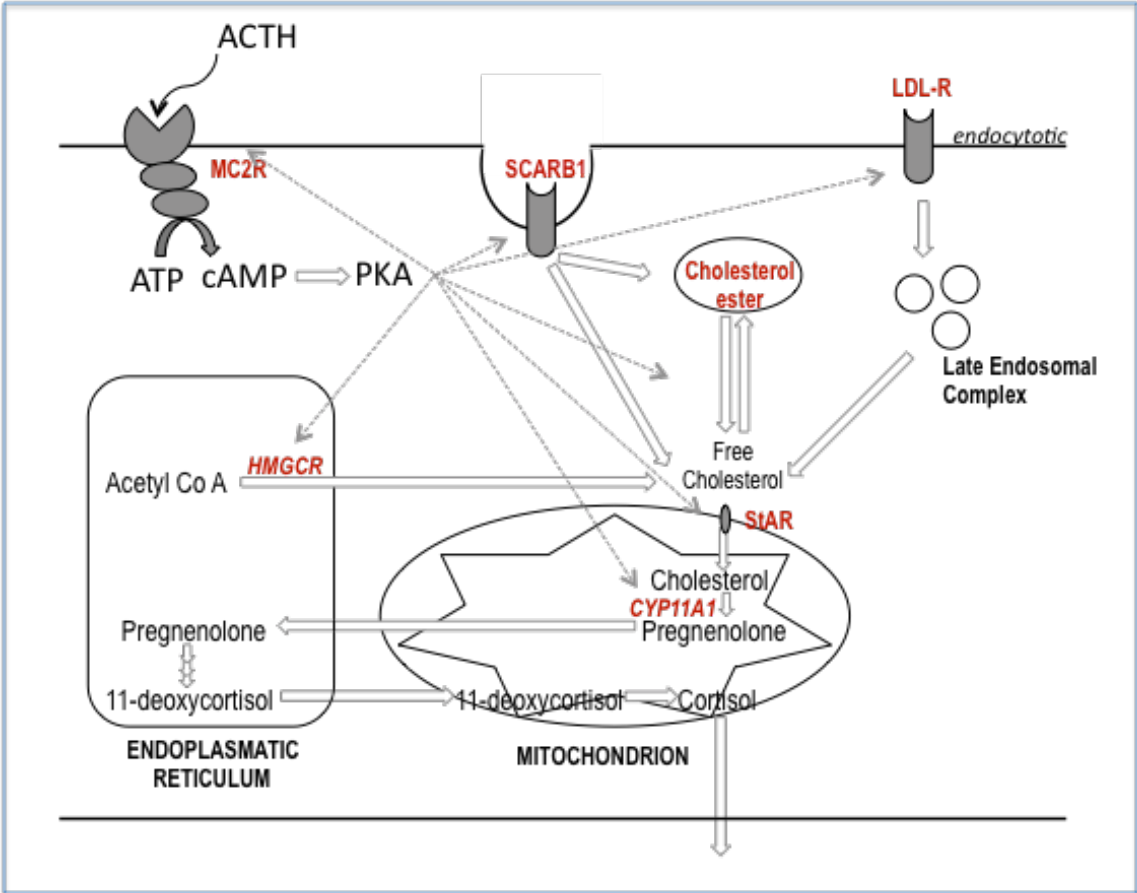 ACTH
LDL-R
endocytotic
MC2R
SCARB1
ATP cAMP PKA
Cholesterol
ester
Late Endosomal
Complex
Free
Cholesterol
HMGCR
Acetyl Co A
StAR
Cholesterol
CYP11A1
Pregnenolone
Pregnenolone
11-deoxycortisol
11-deoxycortisol
Cortisol
ENDOPLASMATIC
RETICULUM
MITOCHONDRION